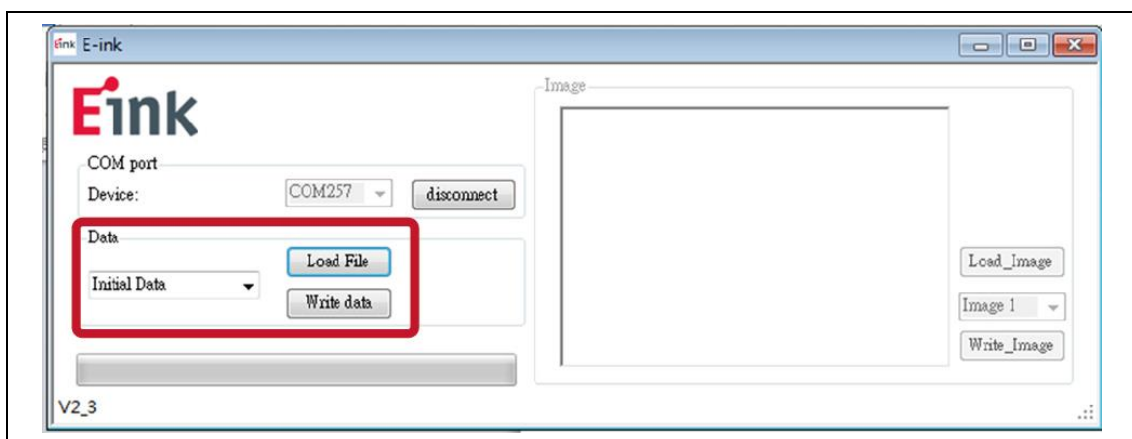 Eink E-ink
Eink
COM port
Device: COM257 disconnect
Data
Initial Data
Load File
Write data
V2_3
Image
Load_Image
Image 1
Write_Image